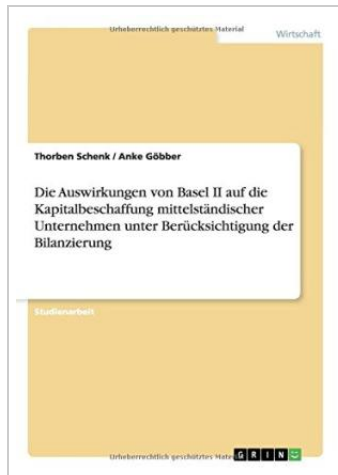 Urheberrechtlich geschütztes Material
Wirtschaft
Thorben Schenk / Anke Göbber
Die Auswirkungen von Basel II auf die
Kapitalbeschaffung mittelständischer
Unternehmen unter Berücksichtigung der
Bilanzierung
Studienarbeit
Urheberrechtlich geschütztes Mate
GRIN